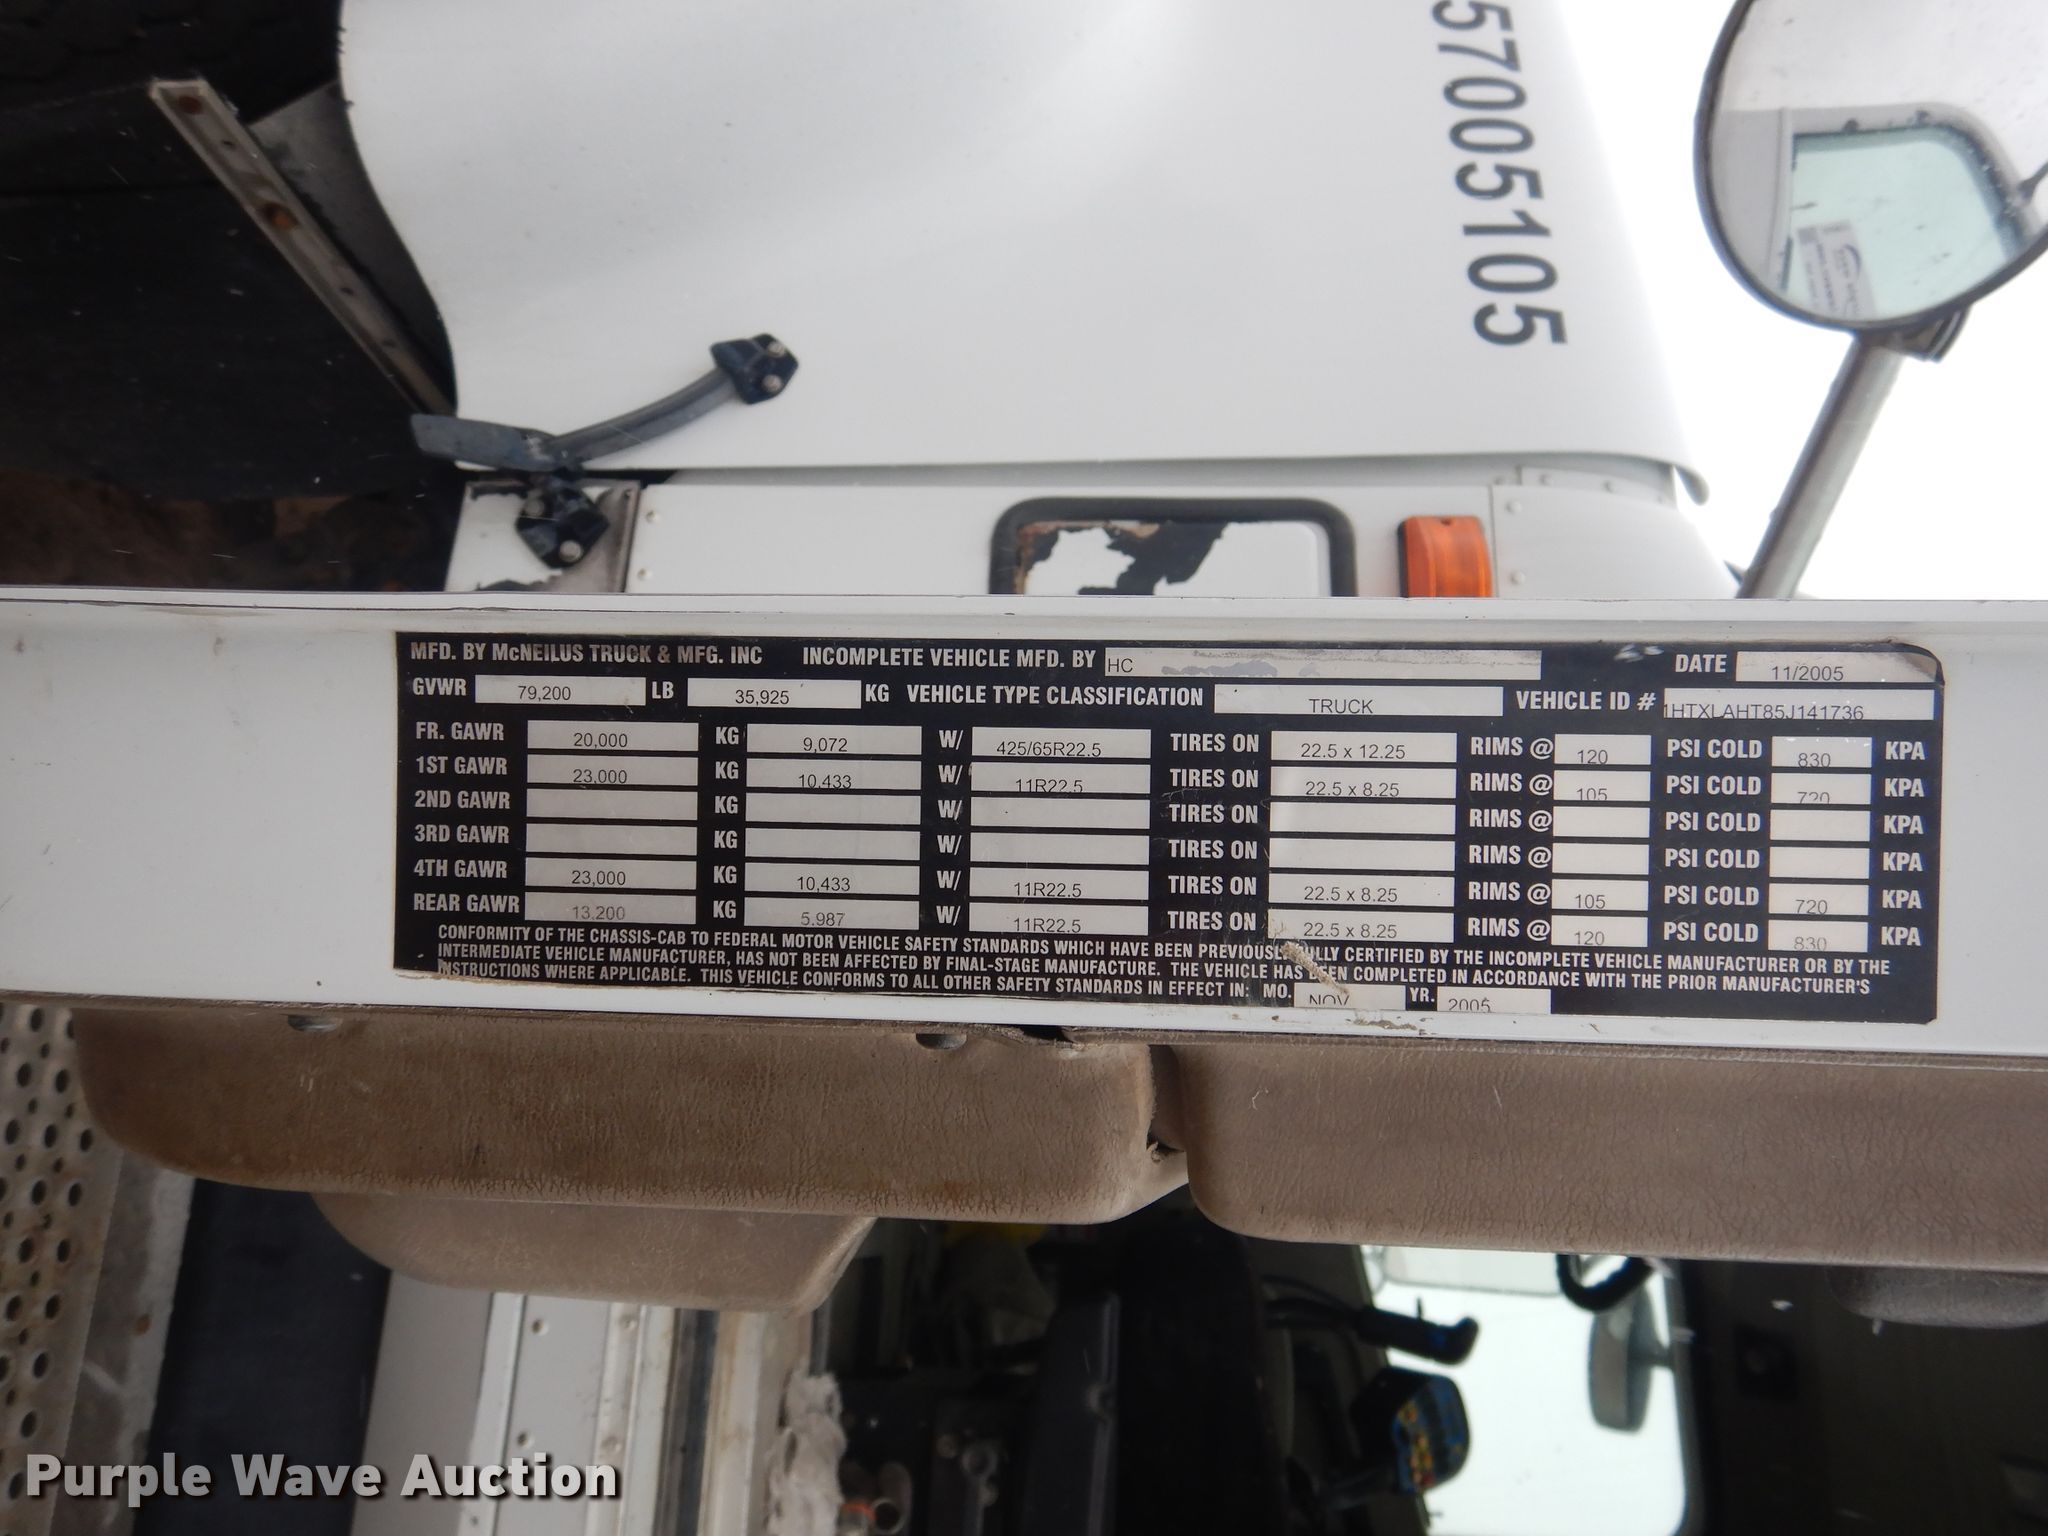 57005105
MFD. BY McNEILUS TRUCK & MFG. INC INCOMPLETE VEHICLE MFD. BY HC DATE 11/2005
GVWR 79,200 LB 35,925 KG VEHICLE TYPE CLASSIFICATION TRUCK VEHICLE ID # 1HTXLAHT85J141736
FR. GAWR 20,000 KG 9,072 W/ 425/65R22.5 TIRES ON 22.5 x 12.25 RIMS @ 120 PSI COLD 830 KPA
1ST GAWR 23,000 KG 10,433 W/ 11R22.5 TIRES ON 22.5 x 8.25 RIMS @ 105 PSI COLD 720 KPA
2ND GAWR KG W/ TIRES ON RIMS @ PSI COLD KPA
3RD GAWR KG W/ TIRES ON RIMS @ PSI COLD KPA
4TH GAWR 23,000 KG 10,433 W/ 11R22.5 TIRES ON 22.5 x 8.25 RIMS @ 105 PSI COLD 720 KPA
REAR GAWR 13,200 KG 5,987 W/ 11R22.5 TIRES ON 22.5 x 8.25 RIMS @ 120 PSI COLD 830 KPA
CONFORMITY OF THE CHASSIS-CAB TO FEDERAL MOTOR VEHICLE SAFETY STANDARDS WHICH HAVE BEEN PREVIOUSLY FULLY CERTIFIED BY THE INCOMPLETE VEHICLE MANUFACTURER OR BY THE
INTERMEDIATE VEHICLE MANUFACTURER, HAS NOT BEEN AFFECTED BY FINAL-STAGE MANUFACTURE. THE VEHICLE HAS BEEN COMPLETED IN ACCORDANCE WITH THE PRIOR MANUFACTURER'S
INSTRUCTIONS WHERE APPLICABLE. THIS VEHICLE CONFORMS TO ALL OTHER SAFETY STANDARDS IN EFFECT IN: MO. NOV YR. 2005
Purple Wave Auction